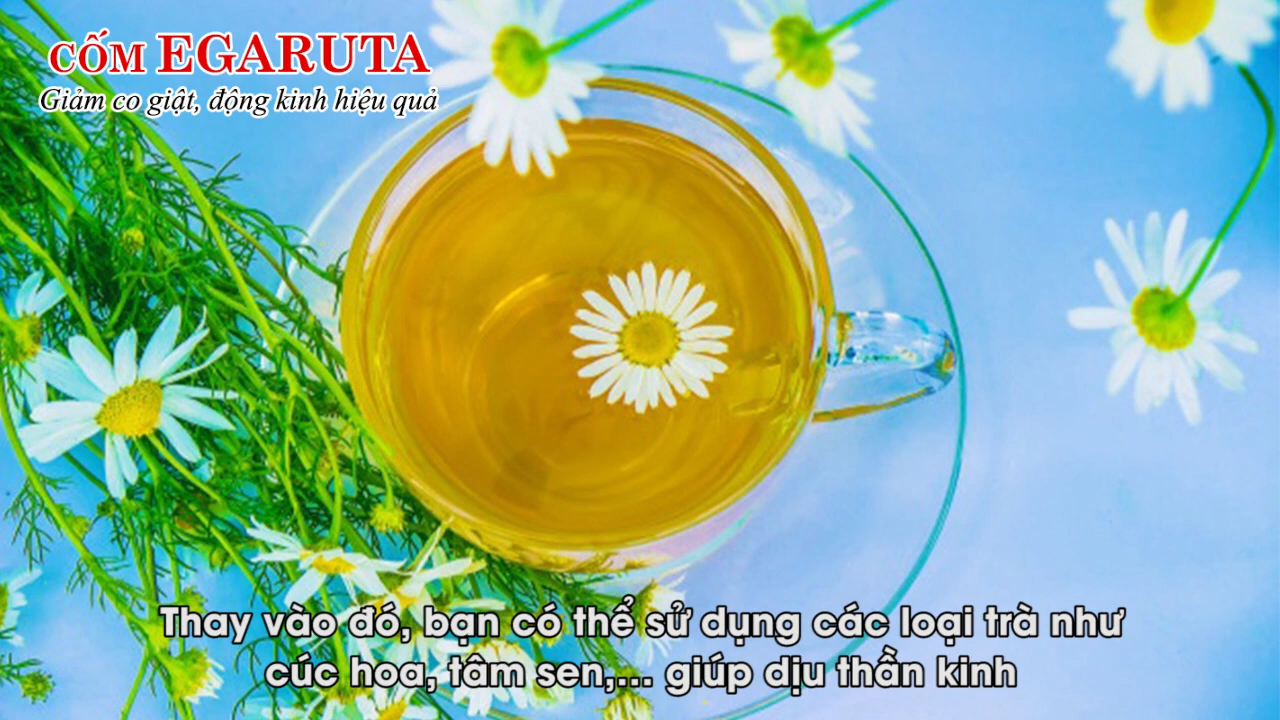 CỐM EGARUTA
Giảm co giật, động kinh hiệu quả
Thay vào đó, bạn có thể sử dụng các loại trà như
cúc hoa, tâm sen,... giúp dịu thần kinh